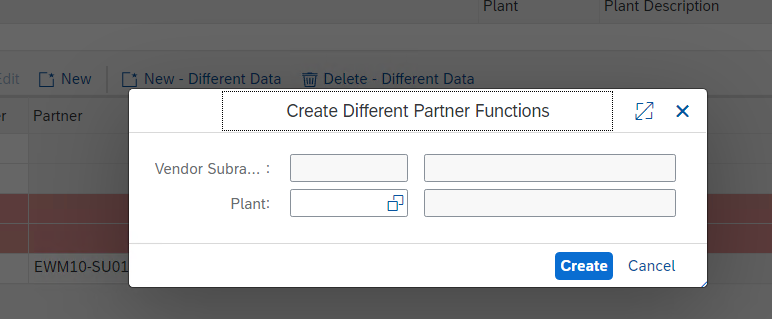 Plant Plant Description
Edit New New - Different Data Delete - Different Data
Partner
Create Different Partner Functions
Vendor Subra... :
Plant:
EWM10-SU01
Create Cancel